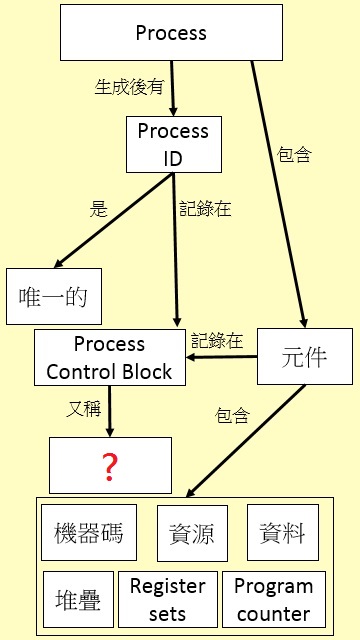 Process
生成後有
Process
ID
包含
是
記錄在
唯一的
Process
Control Block
記錄在
元件
又稱
包含
?
機器碼
資源
資料
堆疊
Register
sets
Program
counter